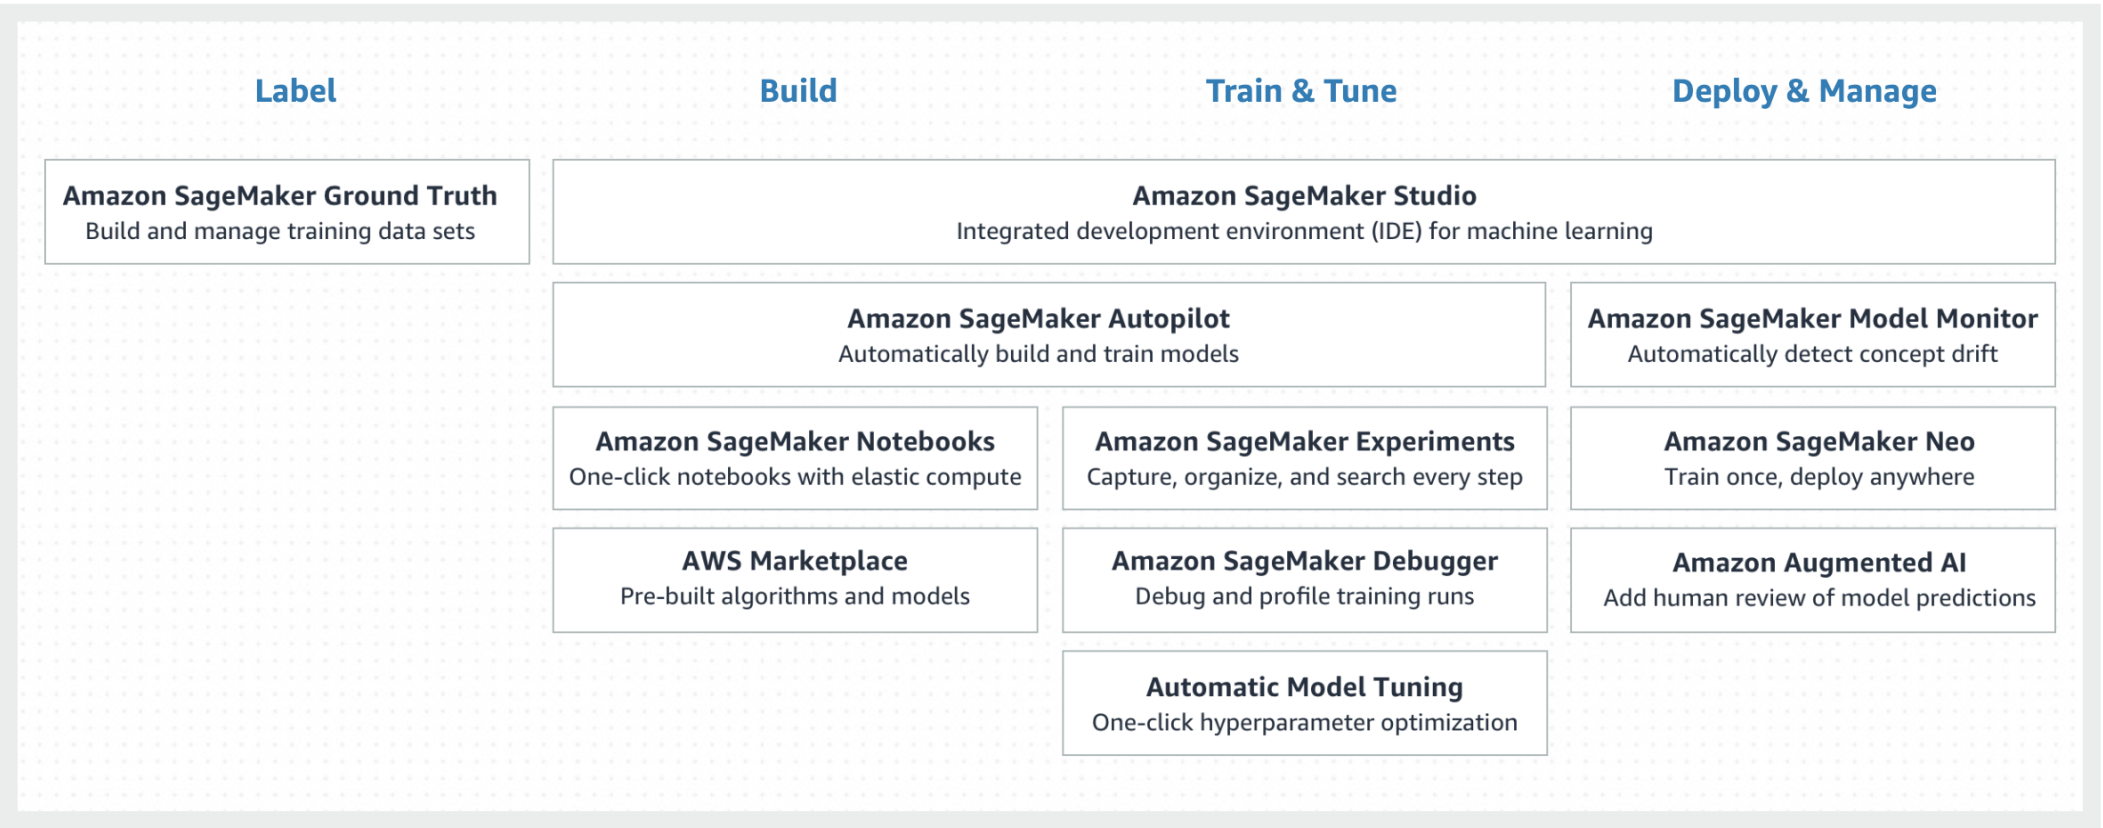 Label
Build
Train & Tune
Deploy & Manage
Amazon SageMaker Ground Truth
Build and manage training data sets
Amazon SageMaker Studio
Integrated development environment (IDE) for machine learning
Amazon SageMaker Autopilot
Automatically build and train models
Amazon SageMaker Model Monitor
Automatically detect concept drift
Amazon SageMaker Notebooks
One-click notebooks with elastic compute
Amazon SageMaker Experiments
Capture, organize, and search every step
Amazon SageMaker Neo
Train once, deploy anywhere
AWS Marketplace
Pre-built algorithms and models
Amazon SageMaker Debugger
Debug and profile training runs
Amazon Augmented AI
Add human review of model predictions
Automatic Model Tuning
One-click hyperparameter optimization